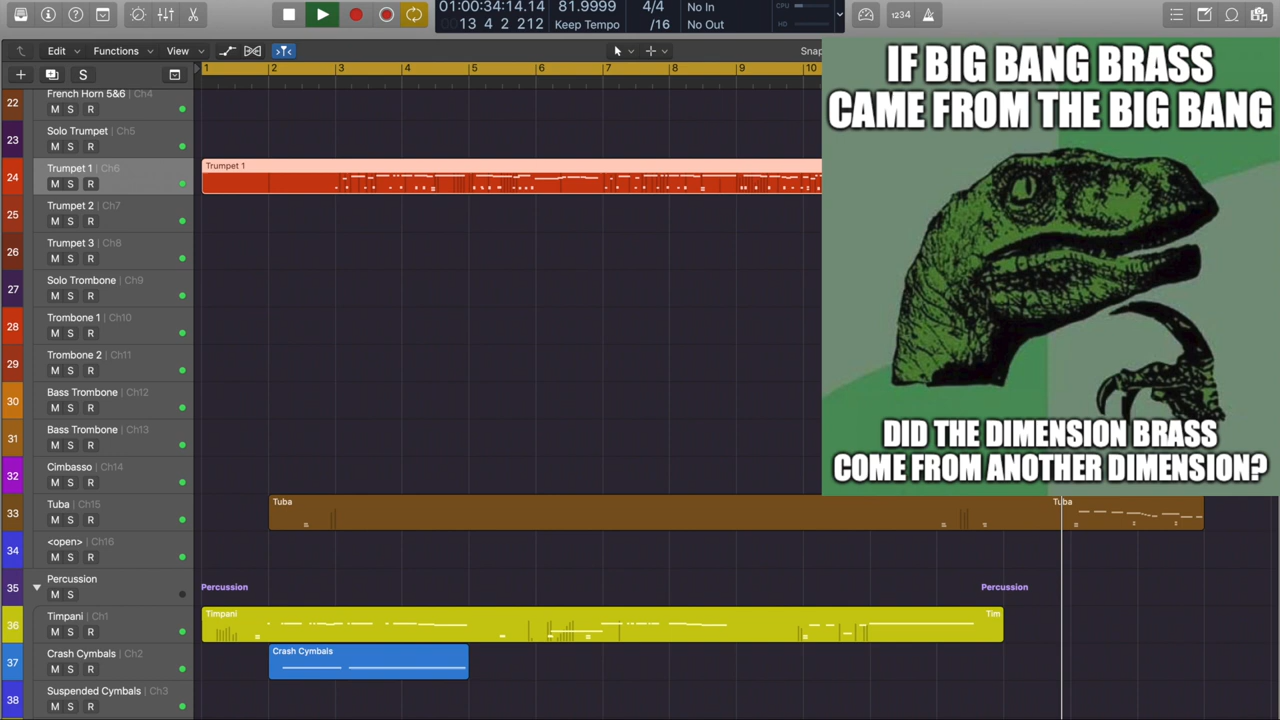 01:00:34:14.14
13 4 2 212
81.9999
Keep Tempo
4/4
/16
No In
No Out
CPU
HD
1234
Edit
Functions
View
Snap
1 2 3 4 5 6 7 8 9 10
S
22
French Horn 5&6 | Ch4
M S R
23
Solo Trumpet | Ch5
M S R
24
Trumpet 1 | Ch6
M S R
Trumpet 1
25
Trumpet 2 | Ch7
M S R
26
Trumpet 3 | Ch8
M S R
27
Solo Trombone | Ch9
M S R
28
Trombone 1 | Ch10
M S R
29
Trombone 2 | Ch11
M S R
30
Bass Trombone | Ch12
M S R
31
Bass Trombone | Ch13
M S R
32
Cimbasso | Ch14
M S R
33
Tuba | Ch15
M S R
Tuba
Tuba
34
<open> | Ch16
M S R
35
Percussion
M S
Percussion
Percussion
36
Timpani | Ch1
M S R
Timpani
Tim
37
Crash Cymbals | Ch2
M S R
Crash Cymbals
38
Suspended Cymbals | Ch3
M S R
IF BIG BANG BRASS
CAME FROM THE BIG BANG
DID THE DIMENSION BRASS
COME FROM ANOTHER DIMENSION?